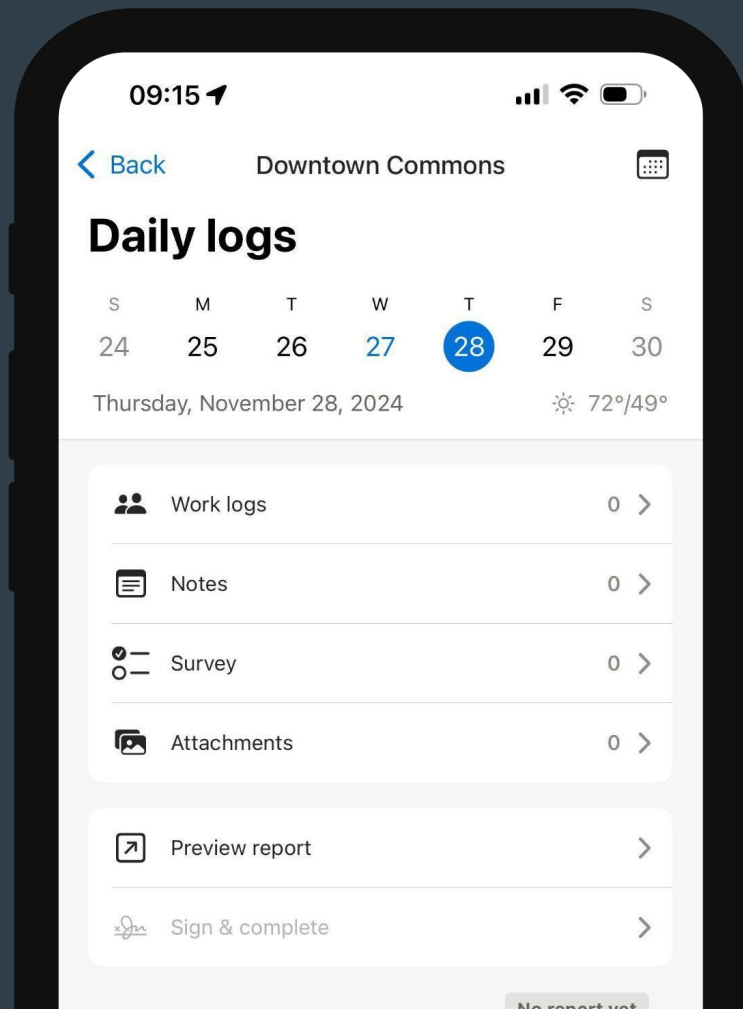 09:15
Back Downtown Commons
Daily logs
S M T W T F S
24 25 26 27 28 29 30
Thursday, November 28, 2024 72°/49°
Work logs 0
Notes 0
Survey 0
Attachments 0
Preview report
Sign & complete
No report yet